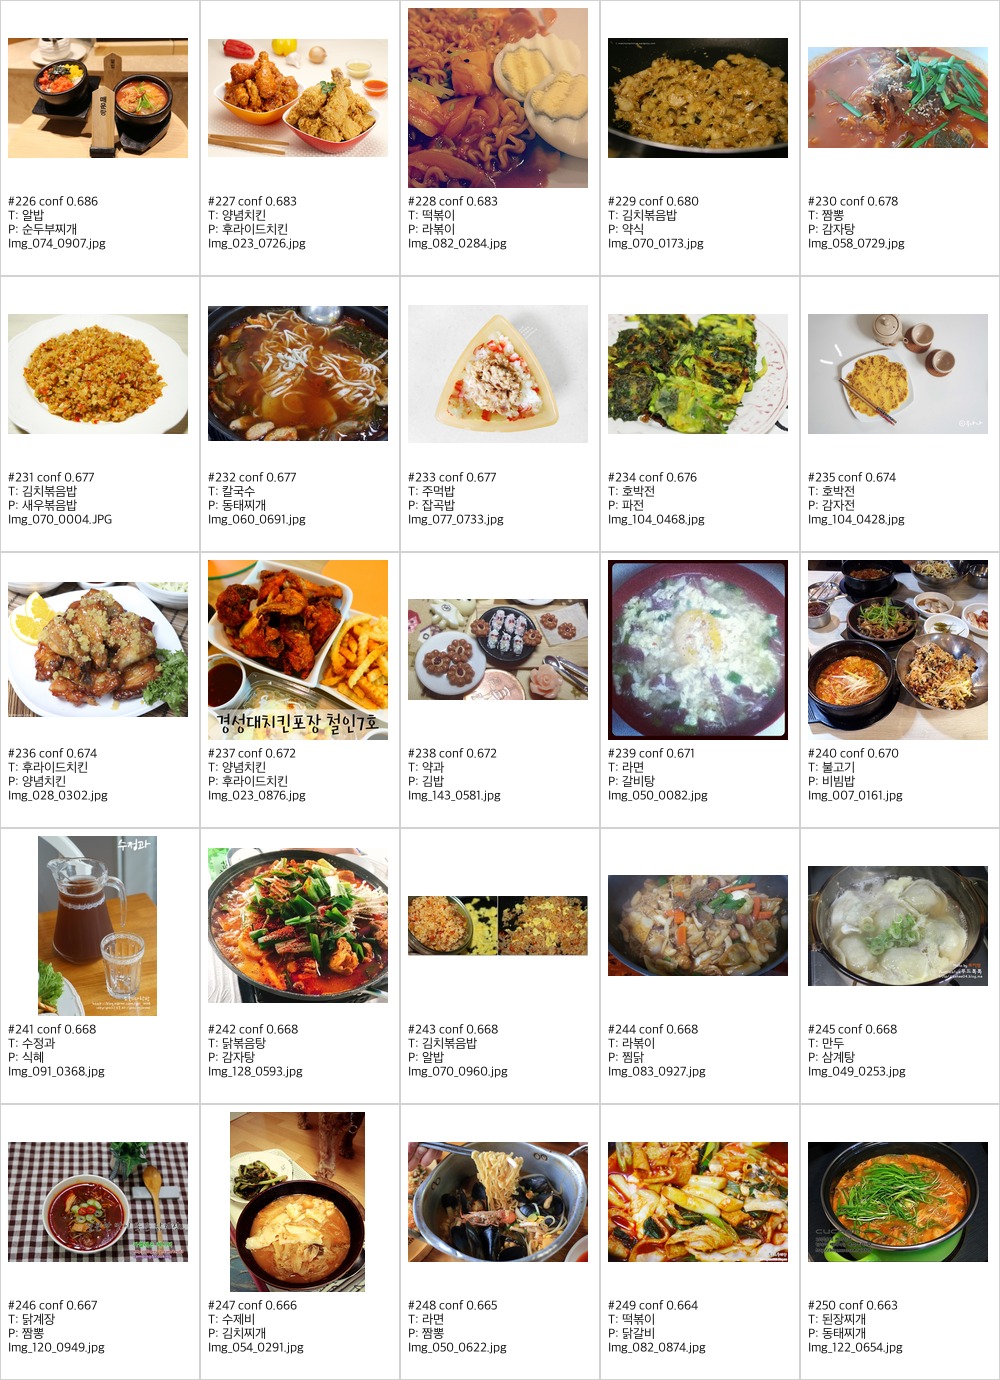 #226 conf 0.686
T: 알밥
P: 순두부찌개
Img_074_0907.jpg
#227 conf 0.683
T: 양념치킨
P: 후라이드치킨
Img_023_0726.jpg
#228 conf 0.683
T: 떡볶이
P: 라볶이
Img_082_0284.jpg
#229 conf 0.680
T: 김치볶음밥
P: 약식
Img_070_0173.jpg
#230 conf 0.678
T: 짬뽕
P: 감자탕
Img_058_0729.jpg
#231 conf 0.677
T: 김치볶음밥
P: 새우볶음밥
Img_070_0004.JPG
#232 conf 0.677
T: 칼국수
P: 동태찌개
Img_060_0691.jpg
#233 conf 0.677
T: 주먹밥
P: 잡곡밥
Img_077_0733.jpg
#234 conf 0.676
T: 호박전
P: 파전
Img_104_0468.jpg
#235 conf 0.674
T: 호박전
P: 감자전
Img_104_0428.jpg
#236 conf 0.674
T: 후라이드치킨
P: 양념치킨
Img_028_0302.jpg
경성대치킨포장 철인7호
#237 conf 0.672
T: 양념치킨
P: 후라이드치킨
Img_023_0876.jpg
#238 conf 0.672
T: 약과
P: 김밥
Img_143_0581.jpg
#239 conf 0.671
T: 라면
P: 갈비탕
Img_050_0082.jpg
#240 conf 0.670
T: 불고기
P: 비빔밥
Img_007_0161.jpg
수정과
#241 conf 0.668
T: 수정과
P: 식혜
Img_091_0368.jpg
#242 conf 0.668
T: 닭볶음탕
P: 감자탕
Img_128_0593.jpg
#243 conf 0.668
T: 김치볶음밥
P: 알밥
Img_070_0960.jpg
#244 conf 0.668
T: 라볶이
P: 찜닭
Img_083_0927.jpg
#245 conf 0.668
T: 만두
P: 삼계탕
Img_049_0253.jpg
#246 conf 0.667
T: 닭계장
P: 짬뽕
Img_120_0949.jpg
#247 conf 0.666
T: 수제비
P: 김치찌개
Img_054_0291.jpg
#248 conf 0.665
T: 라면
P: 짬뽕
Img_050_0622.jpg
#249 conf 0.664
T: 떡볶이
P: 닭갈비
Img_082_0874.jpg
#250 conf 0.663
T: 된장찌개
P: 동태찌개
Img_122_0654.jpg